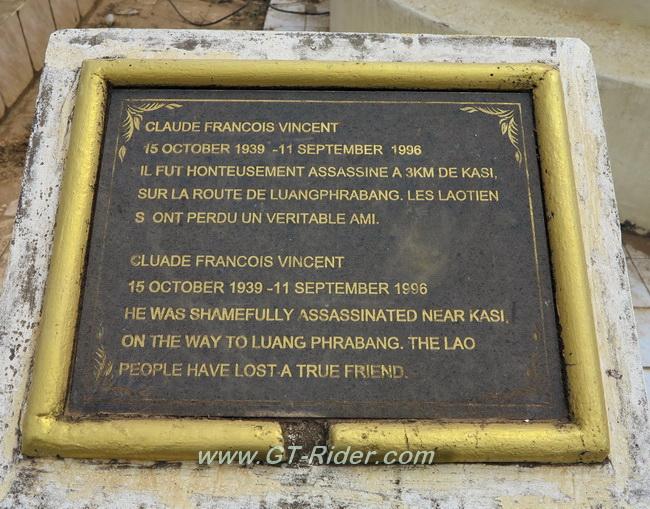 CLAUDE FRANCOIS VINCENT
15 OCTOBER 1939 -11 SEPTEMBER 1996
IL FUT HONTEUSEMENT ASSASSINE A 3KM DE KASI,
SUR LA ROUTE DE LUANGPHRABANG. LES LAOTIEN
S ONT PERDU UN VERITABLE AMI.
CLUADE FRANCOIS VINCENT
15 OCTOBER 1939 -11 SEPTEMBER 1996
HE WAS SHAMEFULLY ASSASSINATED NEAR KASI,
ON THE WAY TO LUANG PHRABANG. THE LAO
PEOPLE HAVE LOST A TRUE FRIEND.
www.GT-Rider.com